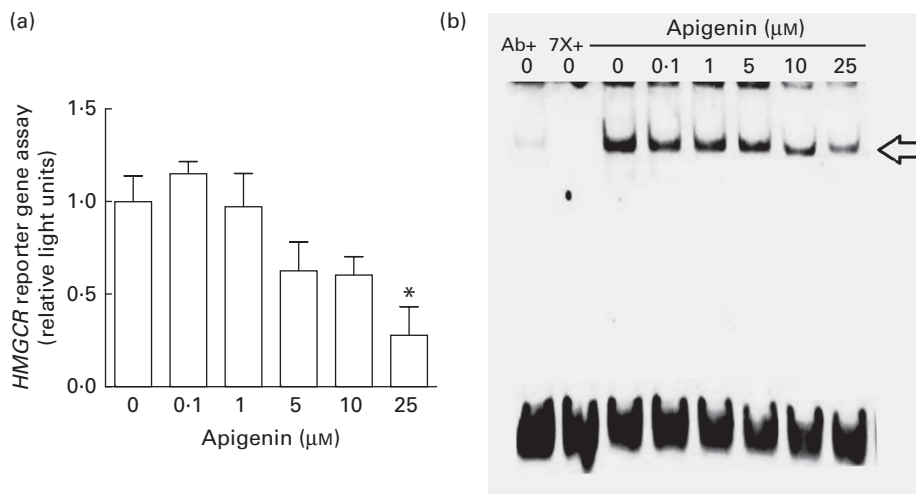 (a)
HMGCR reporter gene assay
(relative light units)
1·5
1·0
0·5
0·0
*
0 0·1 1 5 10 25
Apigenin (µM)
(b)
Apigenin (µM)
Ab+ 7X+
0 0 0 0·1 1 5 10 25